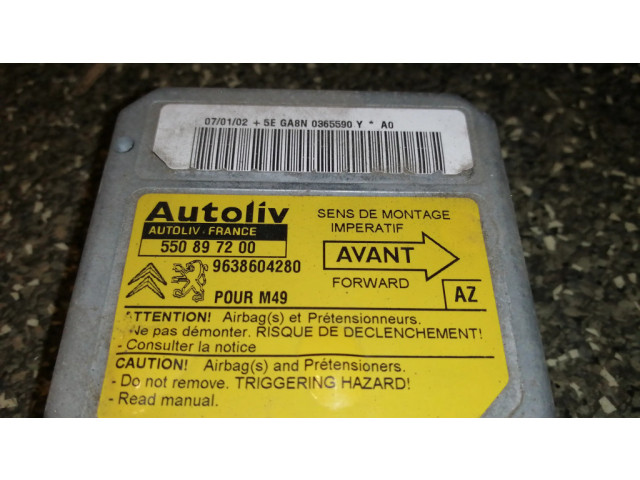 07/01/02 + 5E GA8N 0365590 Y * A0
Autoliv
AUTOLIV - FRANCE
550 89 72 00
9638604280
POUR M49
SENS DE MONTAGE
IMPERATIF
AVANT
FORWARD
AZ
ATTENTION! Airbag(s) et Prétensionneurs.
- Ne pas démonter. RISQUE DE DECLENCHEMENT!
- Consulter la notice
CAUTION! Airbag(s) and Prétensioners.
- Do not remove. TRIGGERING HAZARD!
- Read manual.